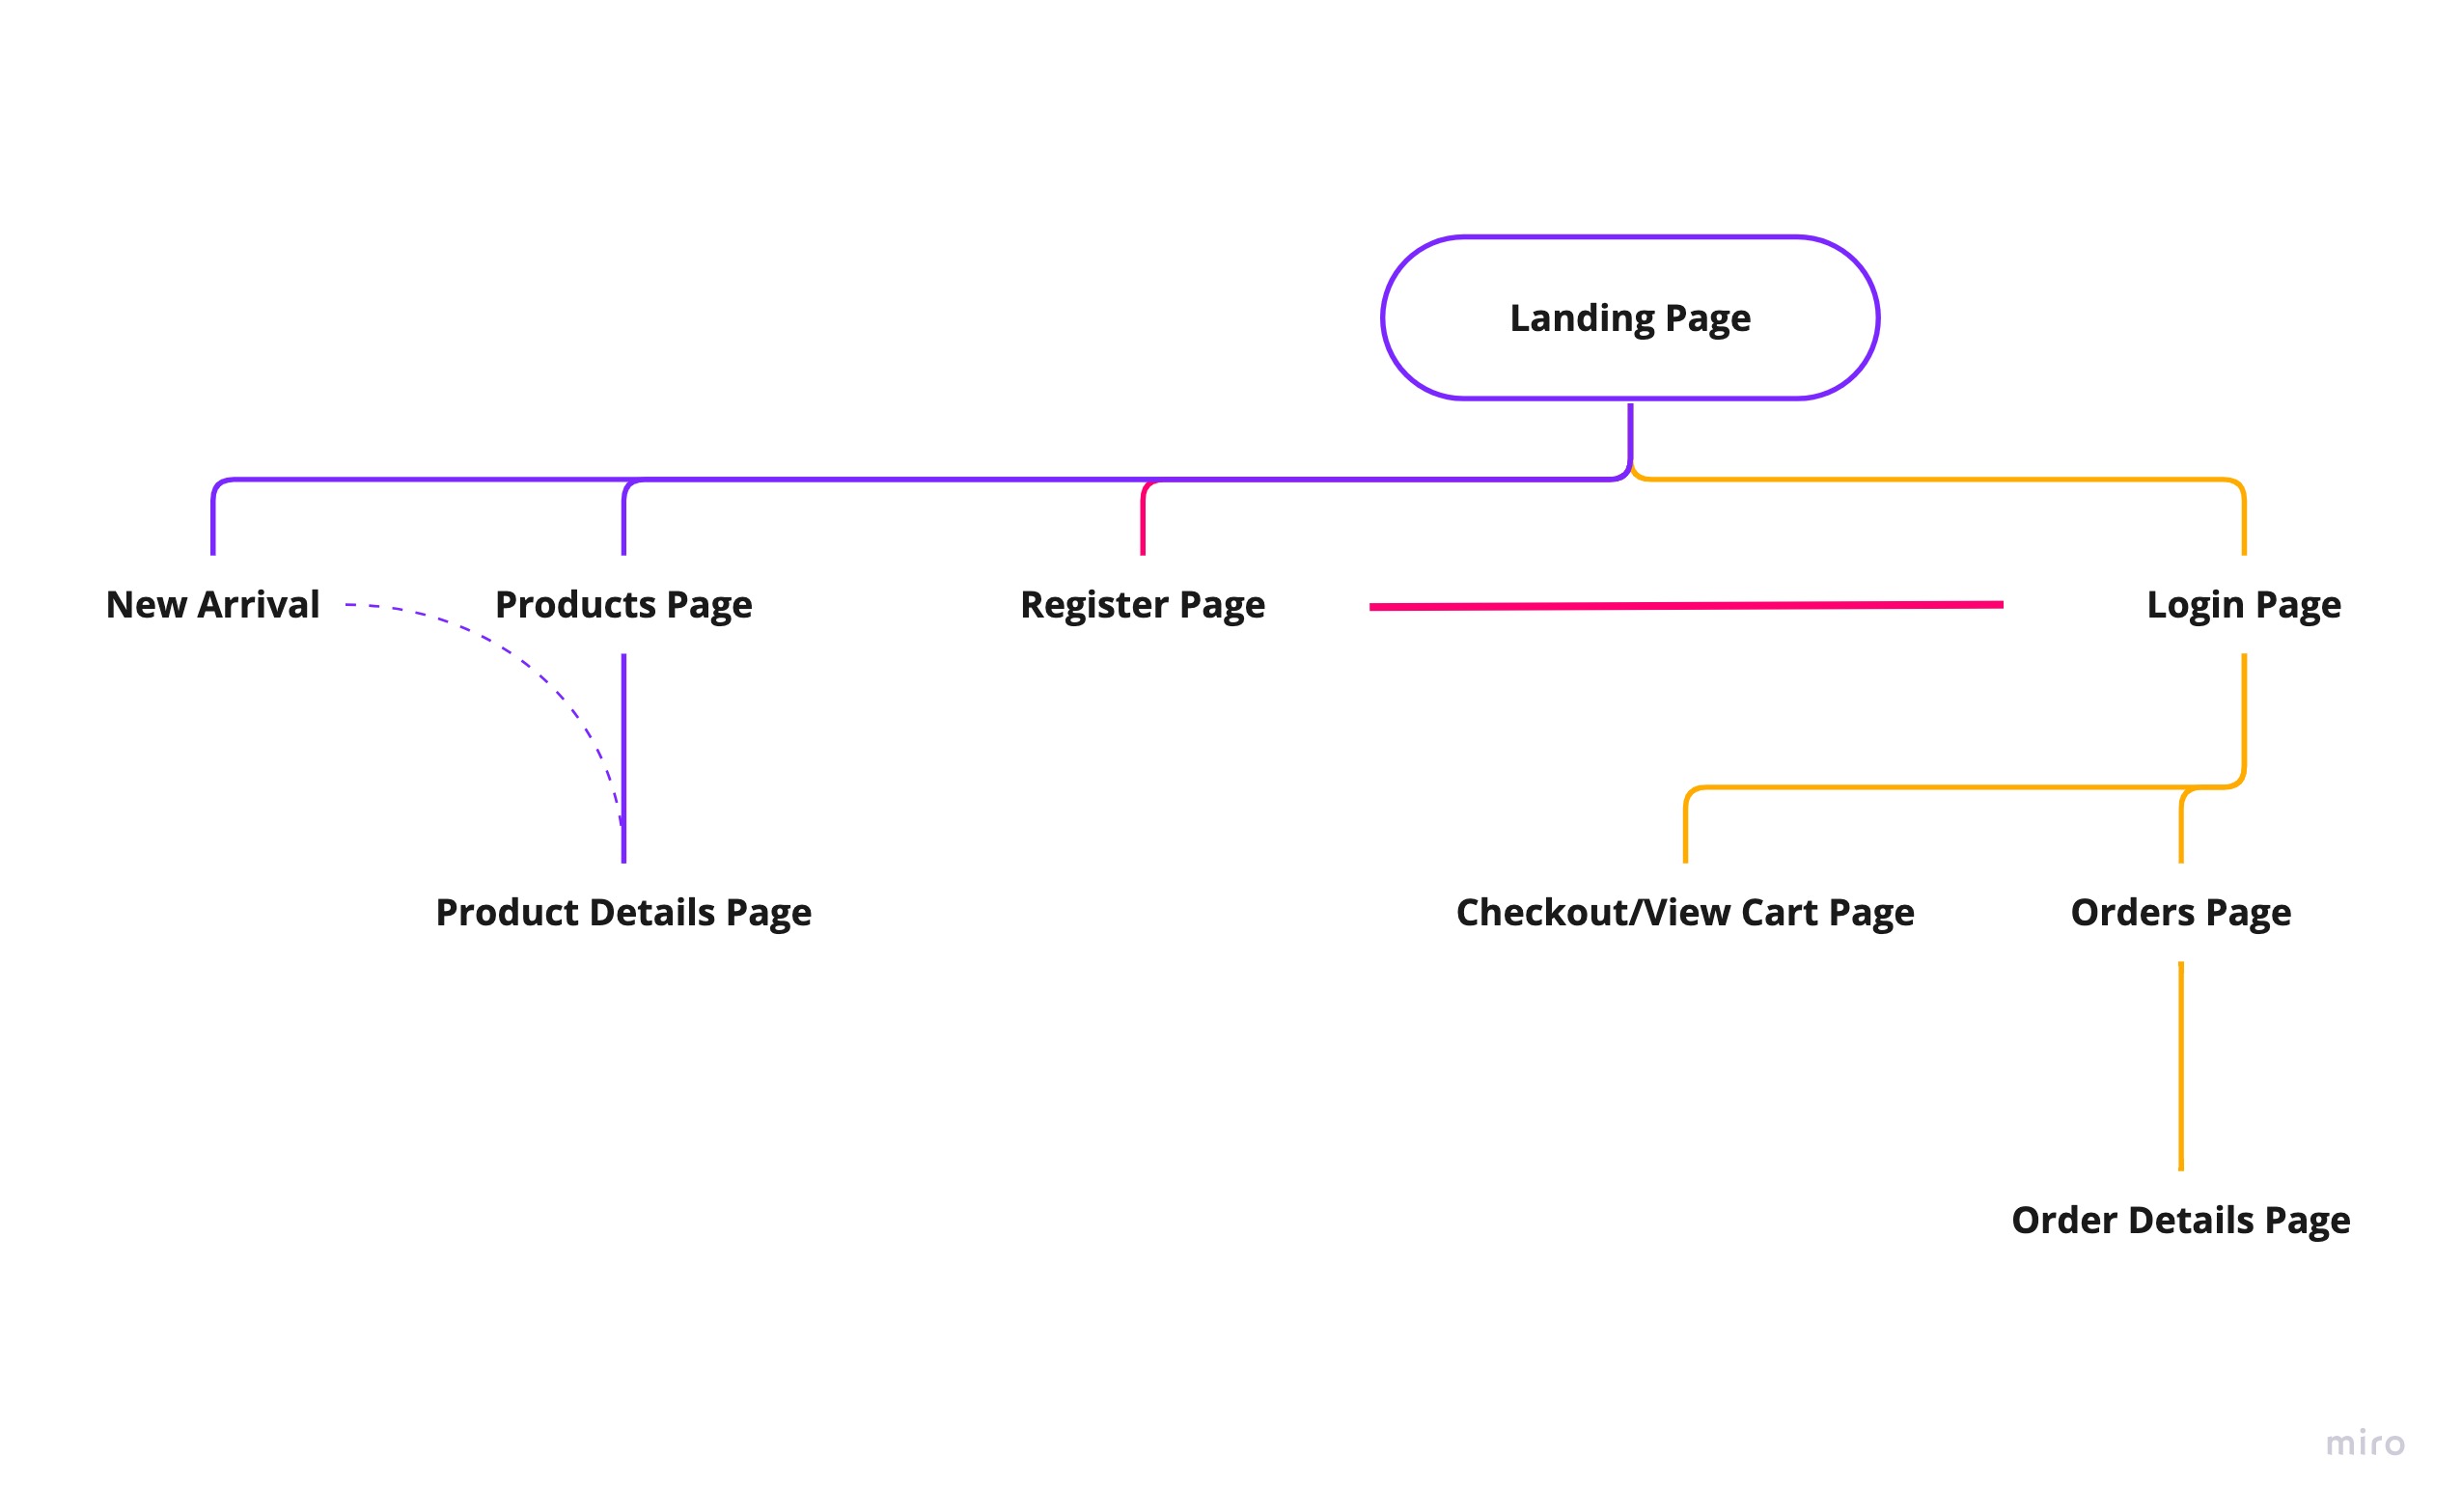 Landing Page
New Arrival
Products Page
Register Page
Login Page
Product Details Page
Checkout/View Cart Page
Orders Page
Order Details Page
miro